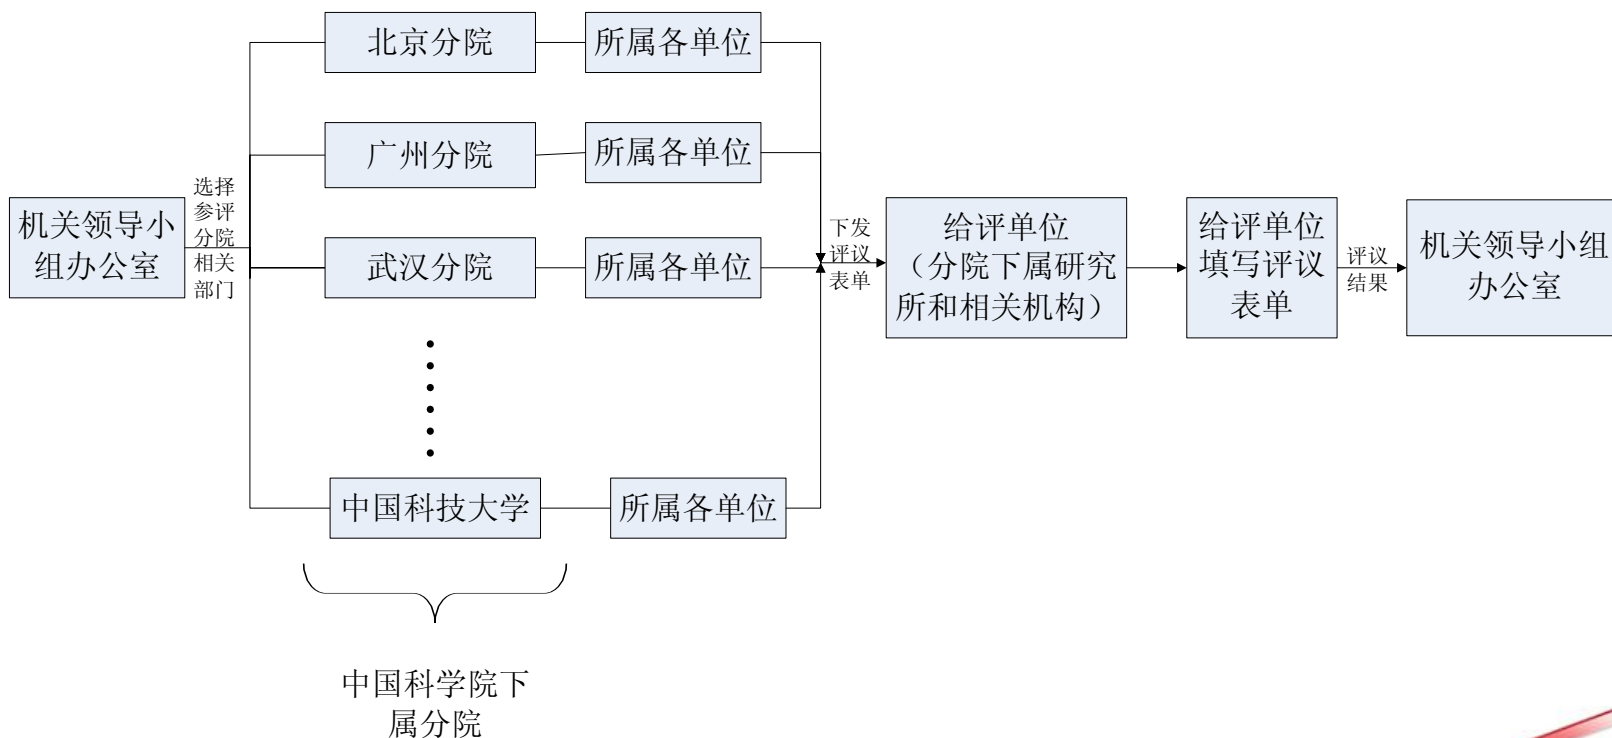 机关领导小
组办公室
选择
参评
分院
相关
部门
北京分院
所属各单位
广州分院
所属各单位
武汉分院
所属各单位
中国科技大学
所属各单位
中国科学院下
属分院
下发
评议
表单
给评单位
（分院下属研究
所和相关机构）
给评单位
填写评议
表单
评议
结果
机关领导小组
办公室